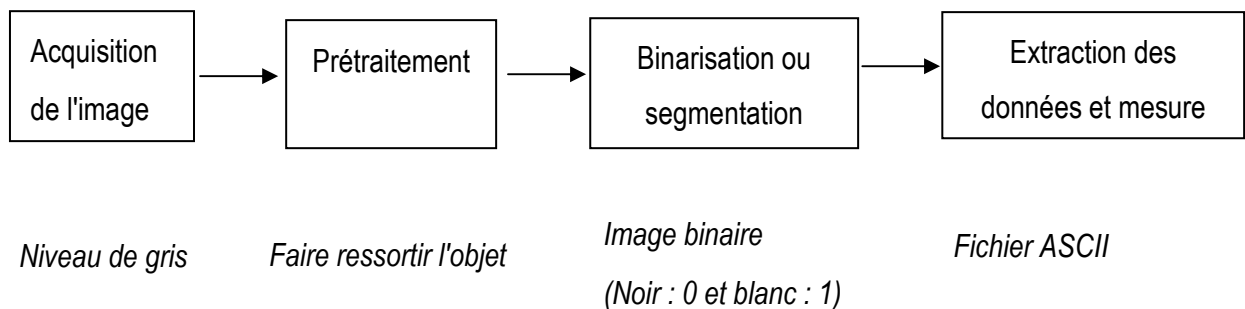 Acquisition
de l'image
Prétraitement
Binarisation ou
segmentation
Extraction des
données et mesure
Niveau de gris
Faire ressortir l'objet
Image binaire
(Noir : 0 et blanc : 1)
Fichier ASCII